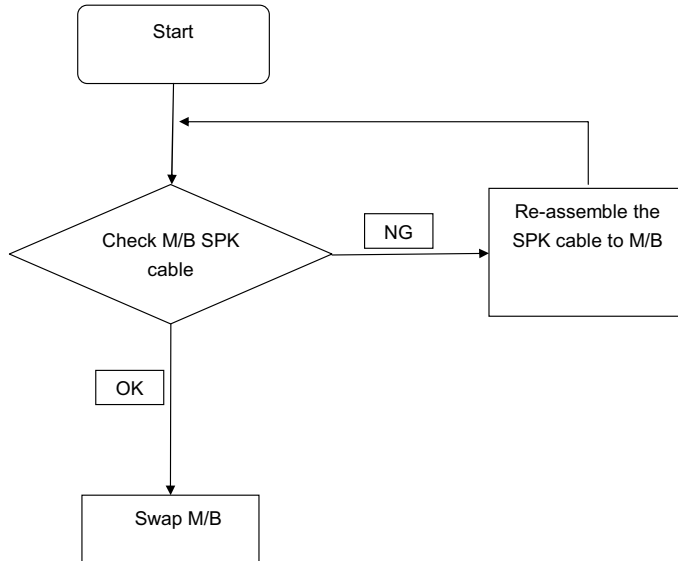 Start
Check M/B SPK
cable
NG
Re-assemble the
SPK cable to M/B
OK
Swap M/B